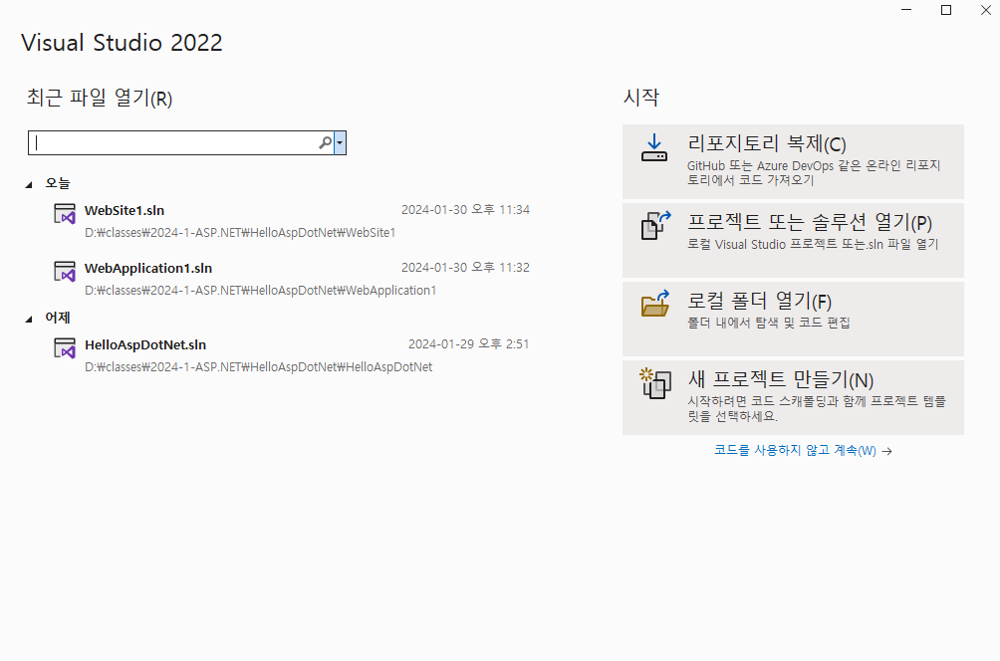 Visual Studio 2022
최근 파일 열기(R)
오늘
WebSite1.sln 2024-01-30 오후 11:34
D:₩classes₩2024-1-ASP.NET₩HelloAspDotNet₩WebSite1
WebApplication1.sln 2024-01-30 오후 11:32
D:₩classes₩2024-1-ASP.NET₩HelloAspDotNet₩WebApplication1
어제
HelloAspDotNet.sln 2024-01-29 오후 2:51
D:₩classes₩2024-1-ASP.NET₩HelloAspDotNet₩HelloAspDotNet
시작
리포지토리 복제(C)
GitHub 또는 Azure DevOps 같은 온라인 리포지
토리에서 코드 가져오기
프로젝트 또는 솔루션 열기(P)
로컬 Visual Studio 프로젝트 또는.sln 파일 열기
로컬 폴더 열기(F)
폴더 내에서 탐색 및 코드 편집
새 프로젝트 만들기(N)
시작하려면 코드 스캐폴딩과 함께 프로젝트 템플
릿을 선택하세요.
코드를 사용하지 않고 계속(W) →